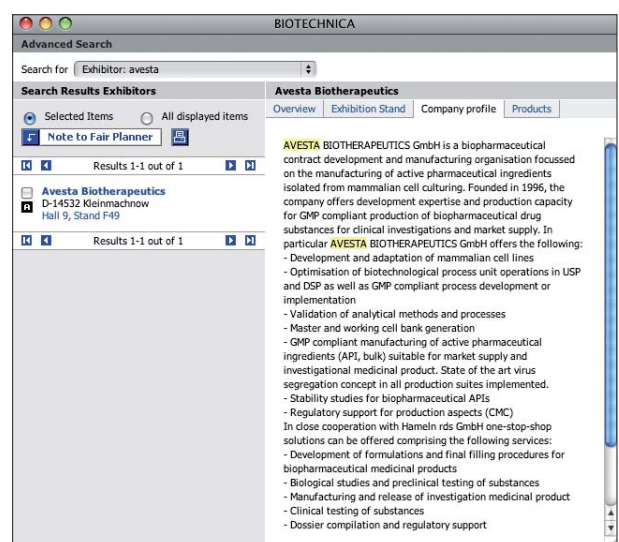 BIOTECHNICA
Advanced Search
Search for Exhibitor: avesta
Search Results Exhibitors
Selected Items All displayed items
Note to Fair Planner
Results 1-1 out of 1
Avesta Biotherapeutics
A D-14532 Kleinmachnow
Hall 9, Stand F49
Results 1-1 out of 1
Avesta Biotherapeutics
Overview Exhibition Stand Company profile Products
AVESTA BIOTHERAPEUTICS GmbH is a biopharmaceutical
contract development and manufacturing organisation focussed
on the manufacturing of active pharmaceutical ingredients
isolated from mammalian cell culturing. Founded in 1996, the
company offers development expertise and production capacity
for GMP compliant production of biopharmaceutical drug
substances for clinical investigations and market supply. In
particular AVESTA BIOTHERAPEUTICS GmbH offers the following:
- Development and adaptation of mammalian cell lines
- Optimisation of biotechnological process unit operations in USP
and DSP as well as GMP compliant process development or
implementation
- Validation of analytical methods and processes
- Master and working cell bank generation
- GMP compliant manufacturing of active pharmaceutical
ingredients (API, bulk) suitable for market supply and
investigational medicinal product. State of the art virus
segregation concept in all production suites implemented.
- Stability studies for biopharmaceutical APIs
- Regulatory support for production aspects (CMC)
In close cooperation with Hameln rds GmbH one-stop-shop
solutions can be offered comprising the following services:
- Development of formulations and final filling procedures for
biopharmaceutical medicinal products
- Biological studies and preclinical testing of substances
- Manufacturing and release of investigation medicinal product
- Clinical testing of substances
- Dossier compilation and regulatory support